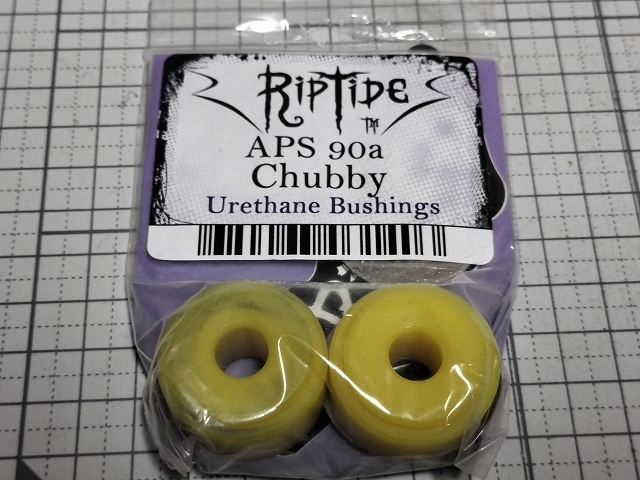 RipTide
TM
APS 90a
Chubby
Urethane Bushings